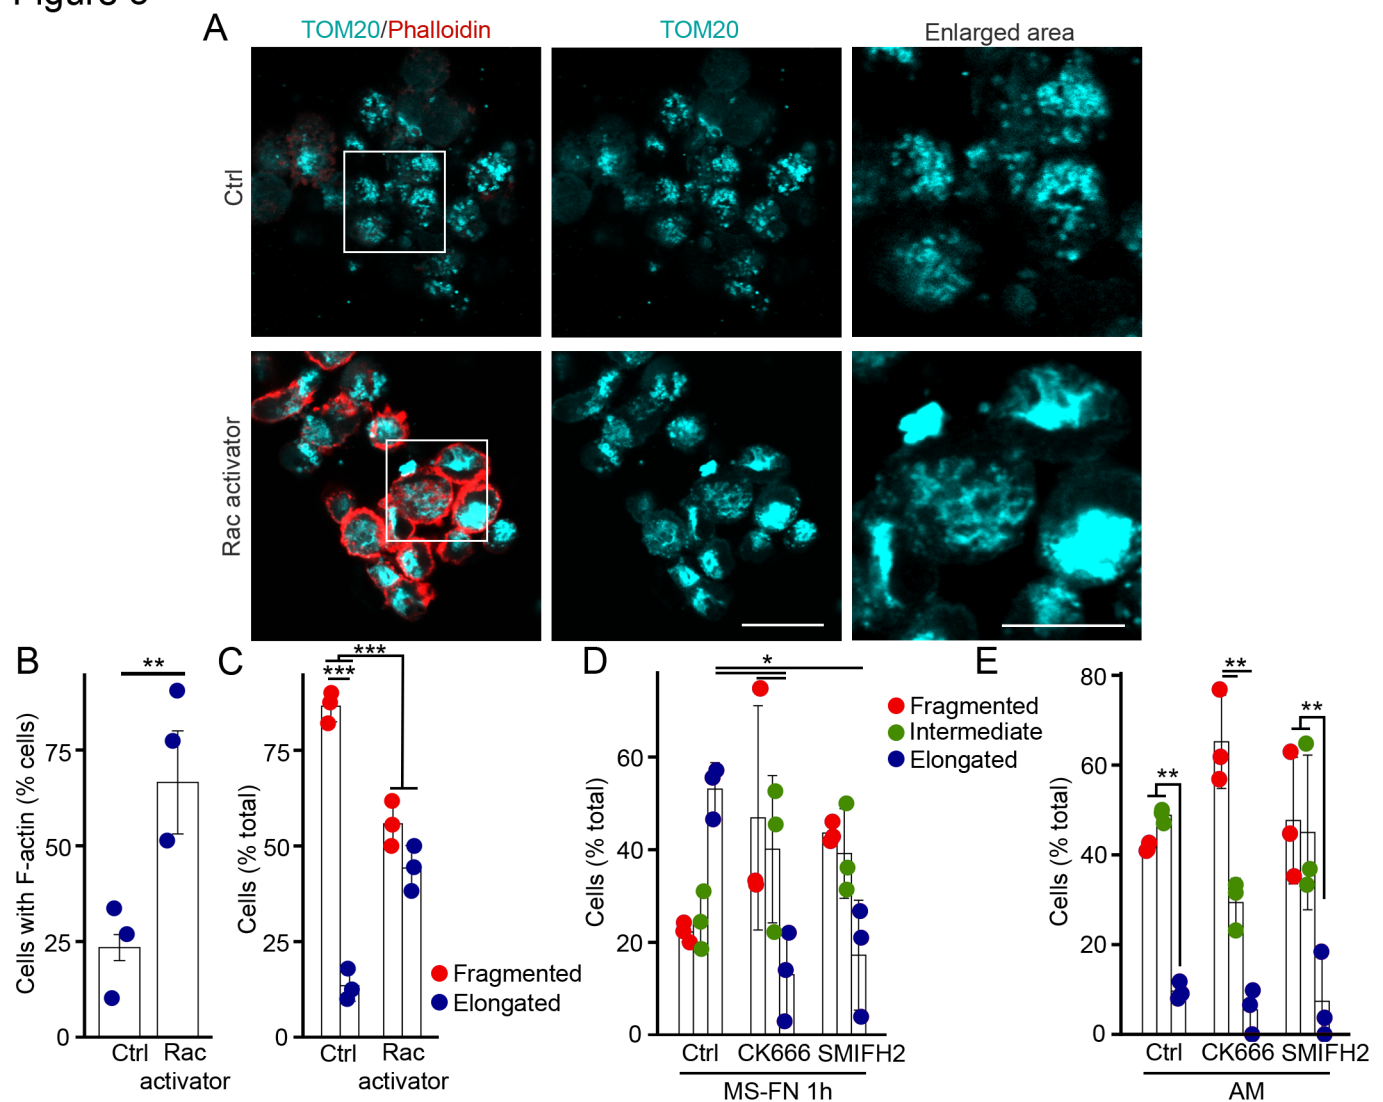 A
TOM20/Phalloidin
TOM20
Enlarged area
Ctrl
Rac activator
B
**
Cells with F-actin (% cells)
75
50
25
0
Ctrl
Rac
activator
C
***
***
Cells (% total)
75
50
25
0
Ctrl
Rac
activator
Fragmented
Elongated
D
*
Cells (% total)
60
40
20
0
Ctrl
CK666
SMIFH2
MS-FN 1h
Fragmented
Intermediate
Elongated
E
**
**
**
Cells (% total)
80
60
40
20
0
Ctrl
CK666
SMIFH2
AM